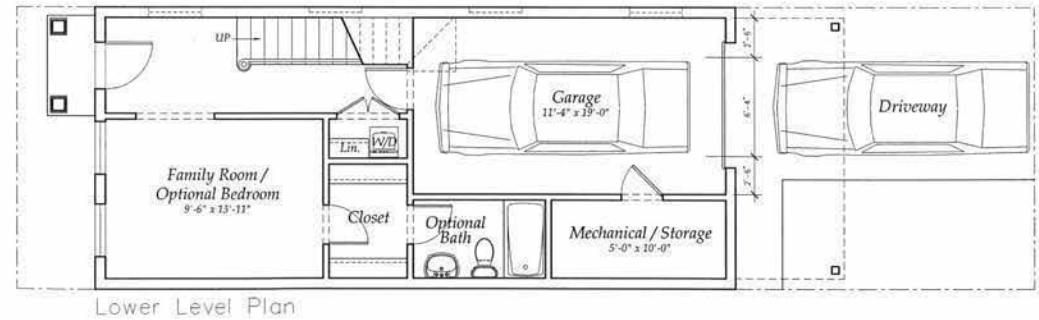 UP
Garage
11'-4" x 19'-0"
Driveway
2'-6"
6'-4"
2'-6"
Lin.
W/D
Family Room /
Optional Bedroom
9'-6" x 13'-11"
Closet
Optional
Bath
Mechanical / Storage
5'-0" x 10'-0"
Lower Level Plan